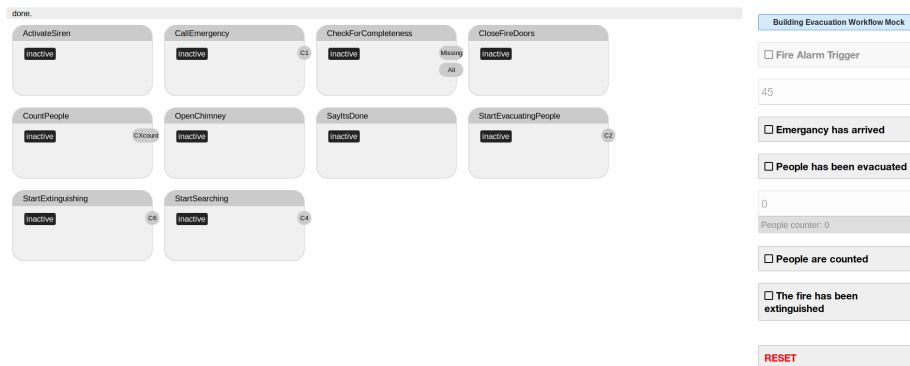 done.
ActivateSiren
inactive
CallEmergency
inactive
C1
CheckForCompleteness
inactive
Missing
All
CloseFireDoors
inactive
CountPeople
inactive
CXcount
OpenChimney
inactive
SayItsDone
inactive
StartEvacuatingPeople
inactive
C2
StartExtinguishing
inactive
C6
StartSearching
inactive
C4
Building Evacuation Workflow Mock
Fire Alarm Trigger
45
Emergancy has arrived
People has been evacuated
0
People counter: 0
People are counted
The fire has been
extinguished
RESET